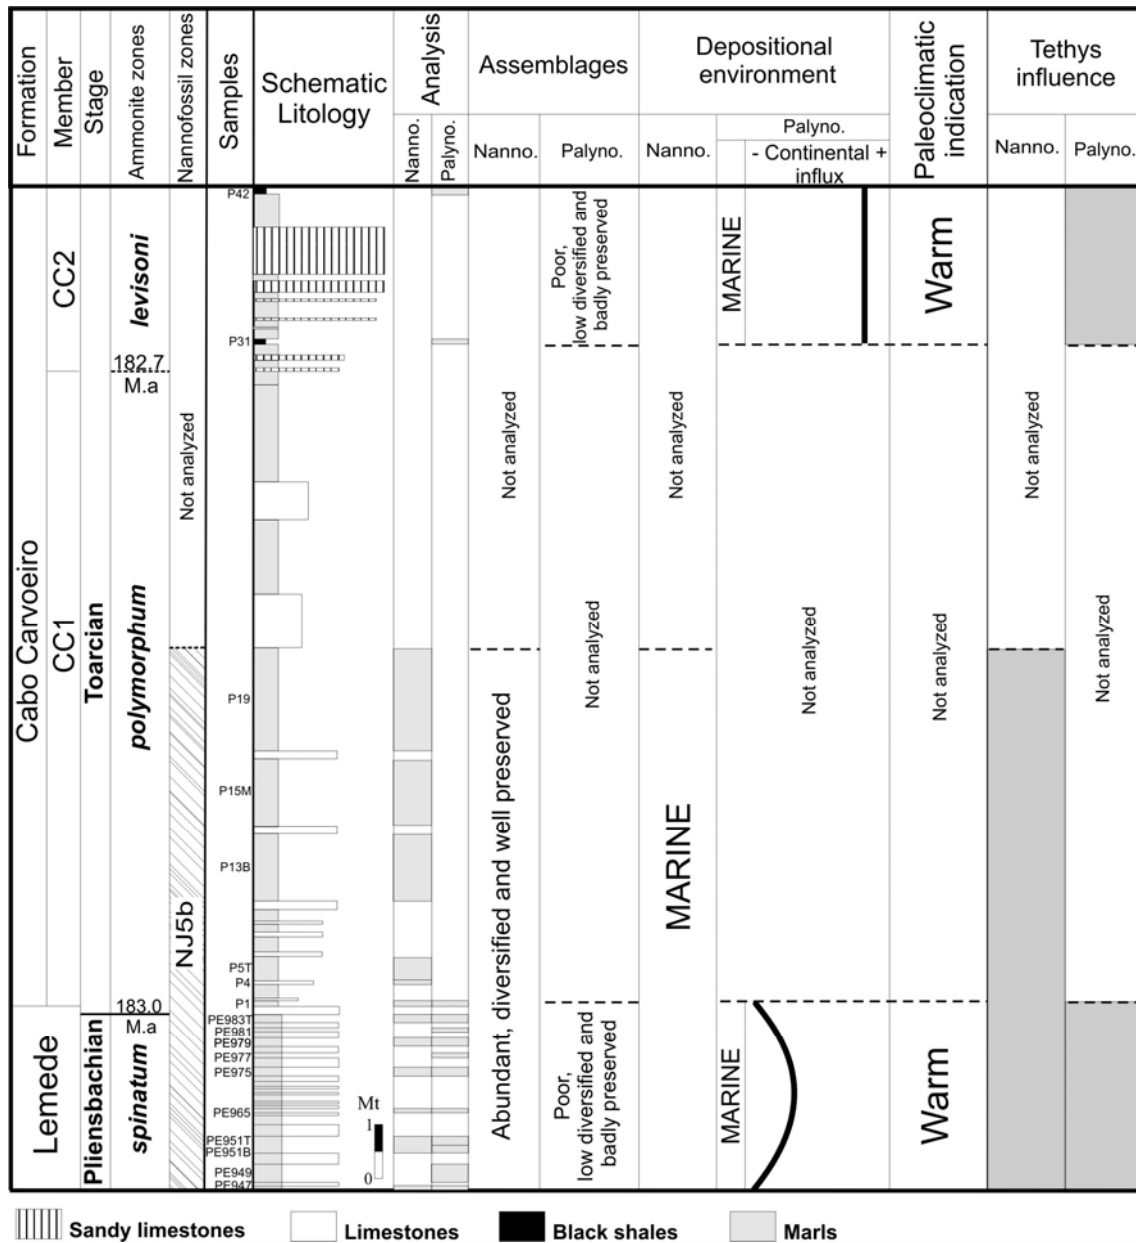 Formation
Member
Stage
Ammonite zones
Nannofossil zones
Samples
Schematic
Litology
Analysis
Nanno.
Palyno.
Assemblages
Nanno.
Palyno.
Depositional
environment
Nanno.
Palyno.
- Continental +
influx
Paleoclimatic
indication
Tethys
influence
Nanno.
Palyno.
Cabo Carvoeiro
CC2
CC1
Lemede
Toarcian
Pliensbachian
levisoni
182.7
M.a
polymorphum
183.0
M.a
spinatum
Not analyzed
NJ5b
P42
P31
P19
P15M
P13B
P5T
P4
P1
PE983T
PE981
PE979
PE977
PE975
PE965
PE951T
PE951B
PE949
PE947
Mt
1
0
Not analyzed
Abundant, diversified and well preserved
Poor,
low diversified and
badly preserved
Not analyzed
Poor,
low diversified and
badly preserved
Not analyzed
MARINE
MARINE
Not analyzed
MARINE
Warm
Not analyzed
Warm
Not analyzed
Not analyzed
Sandy limestones
Limestones
Black shales
Marls